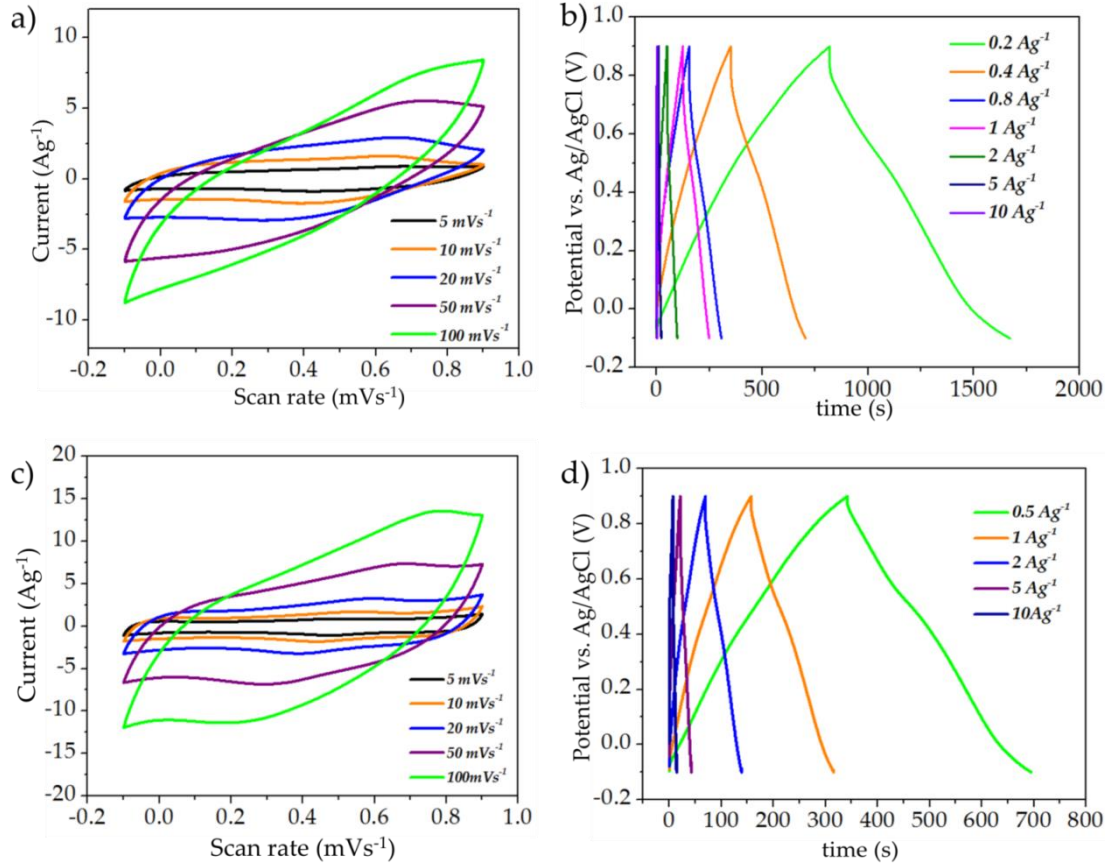 a)
10
5
0
-5
-10
-0.2
0.0
0.2
0.4
0.6
0.8
1.0
Current (Ag⁻¹)
Scan rate (mVs⁻¹)
5 mVs⁻¹
10 mVs⁻¹
20 mVs⁻¹
50 mVs⁻¹
100 mVs⁻¹
b)
1.0
0.8
0.6
0.4
0.2
0.0
-0.2
0
500
1000
1500
2000
Potential vs. Ag/AgCl (V)
time (s)
0.2 Ag⁻¹
0.4 Ag⁻¹
0.8 Ag⁻¹
1 Ag⁻¹
2 Ag⁻¹
5 Ag⁻¹
10 Ag⁻¹
c)
20
15
10
5
0
-5
-10
-15
-20
-0.2
0.0
0.2
0.4
0.6
0.8
1.0
Current (Ag⁻¹)
Scan rate (mVs⁻¹)
5 mVs⁻¹
10 mVs⁻¹
20 mVs⁻¹
50 mVs⁻¹
100mVs⁻¹
d)
1.0
0.8
0.6
0.4
0.2
0.0
-0.2
0
100
200
300
400
500
600
700
800
Potential vs. Ag/AgCl (V)
time (s)
0.5 Ag⁻¹
1 Ag⁻¹
2 Ag⁻¹
5 Ag⁻¹
10Ag⁻¹